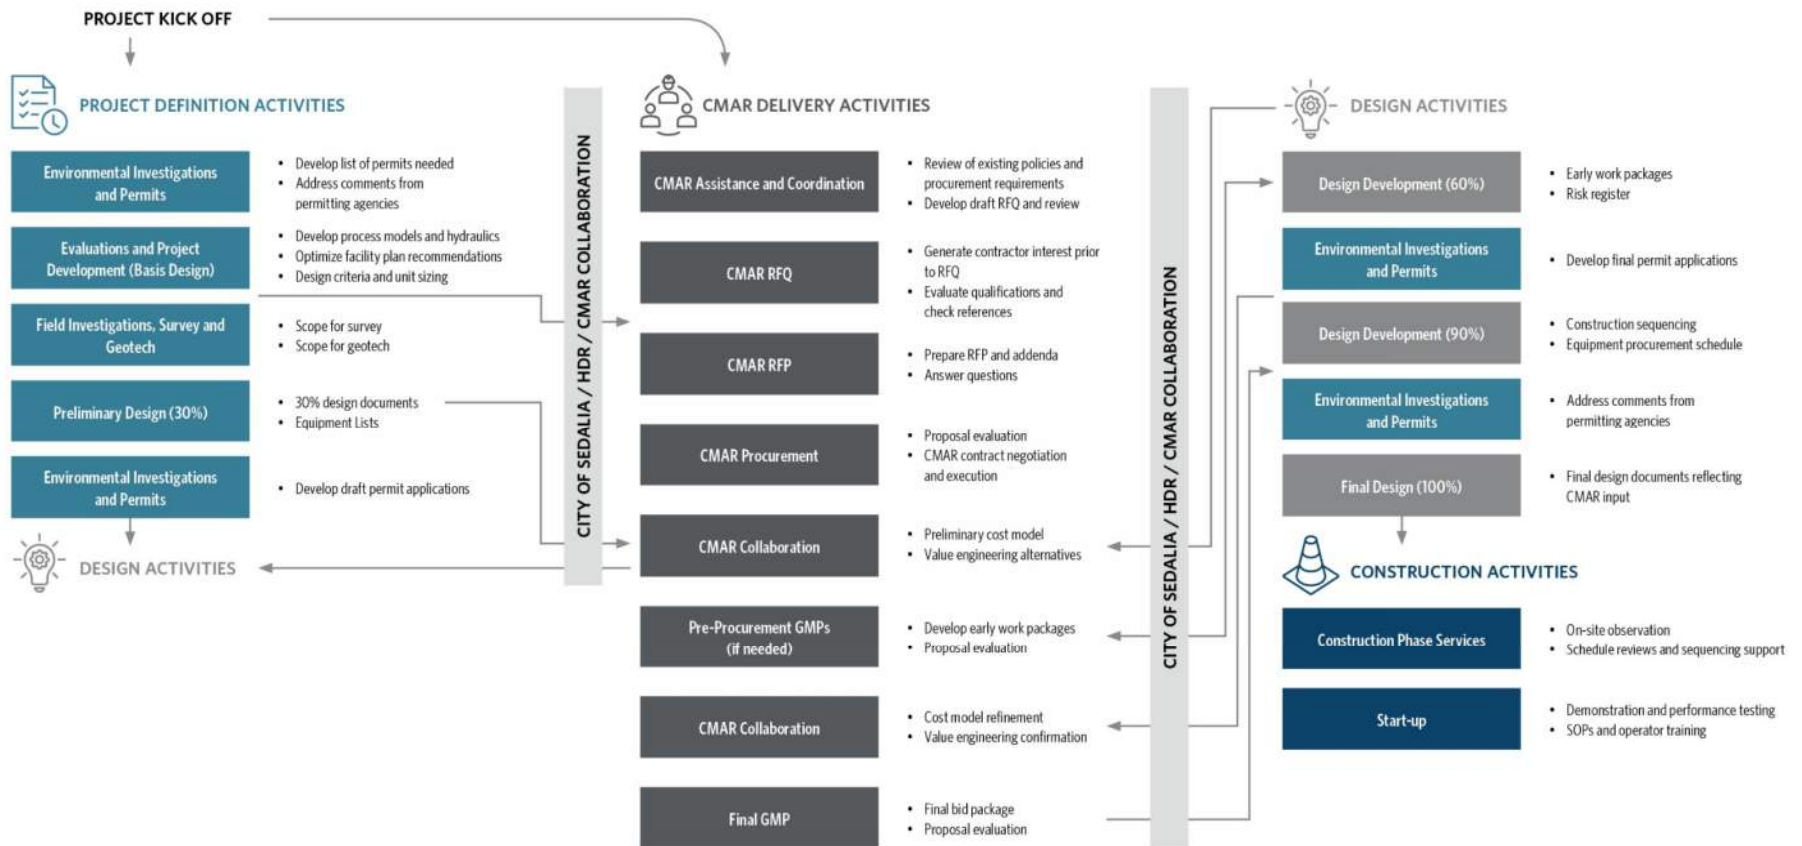 PROJECT KICK OFF
PROJECT DEFINITION ACTIVITIES
Environmental Investigations
and Permits
• Develop list of permits needed
• Address comments from
permitting agencies
Evaluations and Project
Development (Basis Design)
• Develop process models and hydraulics
• Optimize facility plan recommendations
• Design criteria and unit sizing
Field Investigations, Survey and
Geotech
• Scope for survey
• Scope for geotech
Preliminary Design (30%)
• 30% design documents
• Equipment Lists
Environmental Investigations
and Permits
• Develop draft permit applications
DESIGN ACTIVITIES
CITY OF SEDALIA / HDR / CMAR COLLABORATION
CMAR DELIVERY ACTIVITIES
CMAR Assistance and Coordination
• Review of existing policies and
procurement requirements
• Develop draft RFQ and review
CMAR RFQ
• Generate contractor interest prior
to RFQ
• Evaluate qualifications and
check references
CMAR RFP
• Prepare RFP and addenda
• Answer questions
CMAR Procurement
• Proposal evaluation
• CMAR contract negotiation
and execution
CMAR Collaboration
• Preliminary cost model
• Value engineering alternatives
Pre-Procurement GMPs
(if needed)
• Develop early work packages
• Proposal evaluation
CMAR Collaboration
• Cost model refinement
• Value engineering confirmation
Final GMP
• Final bid package
• Proposal evaluation
CITY OF SEDALIA / HDR / CMAR COLLABORATION
DESIGN ACTIVITIES
Design Development (60%)
• Early work packages
• Risk register
Environmental Investigations
and Permits
• Develop final permit applications
Design Development (90%)
• Construction sequencing
• Equipment procurement schedule
Environmental Investigations
and Permits
• Address comments from
permitting agencies
Final Design (100%)
• Final design documents reflecting
CMAR input
CONSTRUCTION ACTIVITIES
Construction Phase Services
• On-site observation
• Schedule reviews and sequencing support
Start-up
• Demonstration and performance testing
• SOPs and operator training